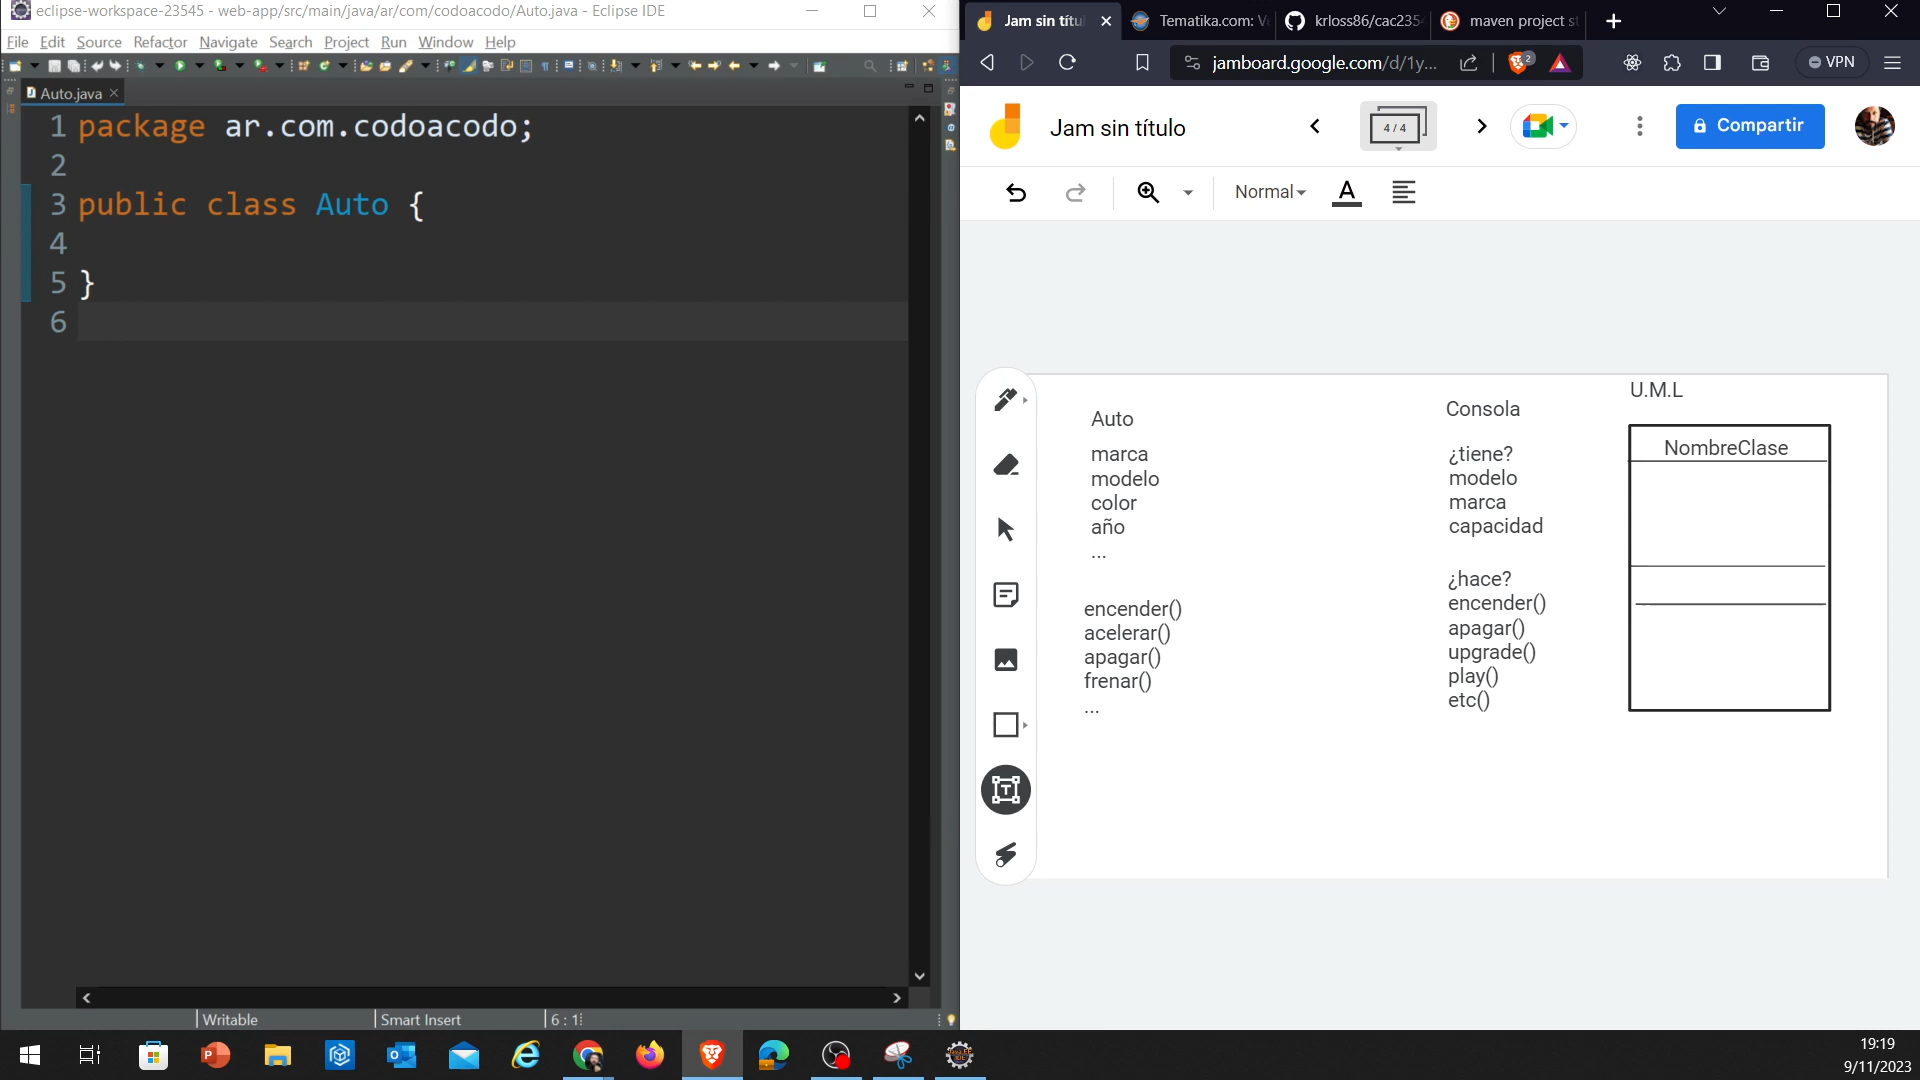 eclipse-workspace-23545 - web-app/src/main/java/ar/com/codoacodo/Auto.java - Eclipse IDE
File Edit Source Refactor Navigate Search Project Run Window Help
Auto.java
1 package ar.com.codoacodo;
2
3 public class Auto {
4
5 }
6
Writable
Smart Insert
6 : 1
Jam sin títu
Tematika.com: V
krloss86/cac2354
maven project st
jamboard.google.com/d/1y...
2
VPN
Jam sin título
4 / 4
Compartir
Normal
A
Auto
marca
modelo
color
año
...
encender()
acelerar()
apagar()
frenar()
...
Consola
¿tiene?
modelo
marca
capacidad
¿hace?
encender()
apagar()
upgrade()
play()
etc()
U.M.L
NombreClase
19:19
9/11/2023